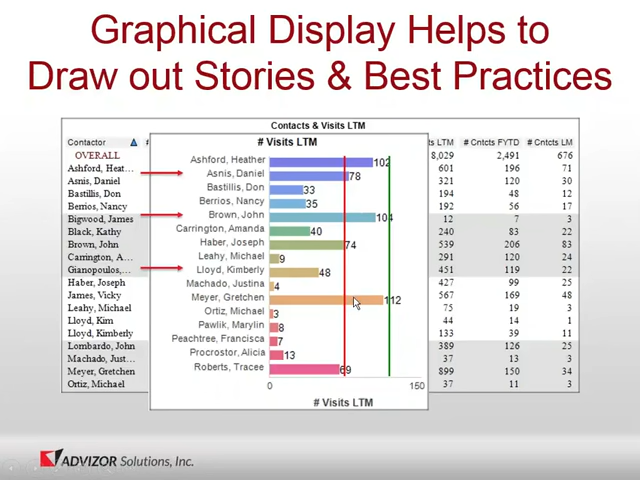 Graphical Display Helps to
Draw out Stories & Best Practices
Contacts & Visits LTM
Contactor
#
ts LTM # Cntcts FYTD # Cntcts LM
OVERALL 8,029 2,491 676
Ashford, Heat... 601 196 71
Asnis, Daniel 321 120 30
Bastillis, Don 194 48 12
Berrios, Nancy 192 56 17
Bigwood, James 12 7 3
Black, Kathy 240 83 22
Brown, John 539 206 83
Carrington, A... 291 120 24
Gianopoulos,... 451 119 22
Haber, Joseph 427 99 25
James, Vicky 567 169 48
Leahy, Michael 75 19 3
Lloyd, Kim 44 14 1
Lloyd, Kimberly 133 39 11
Lombardo, John 389 126 25
Machado, Just... 37 13 3
Meyer, Gretchen 899 150 34
Ortiz, Michael 37 11 3
# Visits LTM
Ashford, Heather 102
Asnis, Daniel 78
Bastillis, Don 33
Berrios, Nancy 35
Brown, John 104
Carrington, Amanda 40
Haber, Joseph 74
Leahy, Michael 9
Lloyd, Kimberly 48
Machado, Justina 4
Meyer, Gretchen 112
Ortiz, Michael 3
Pawlik, Marylin 8
Peachtree, Francisca 7
Procrostor, Alicia 13
Roberts, Tracee 69
0 150
# Visits LTM
ADVIZOR Solutions, Inc.